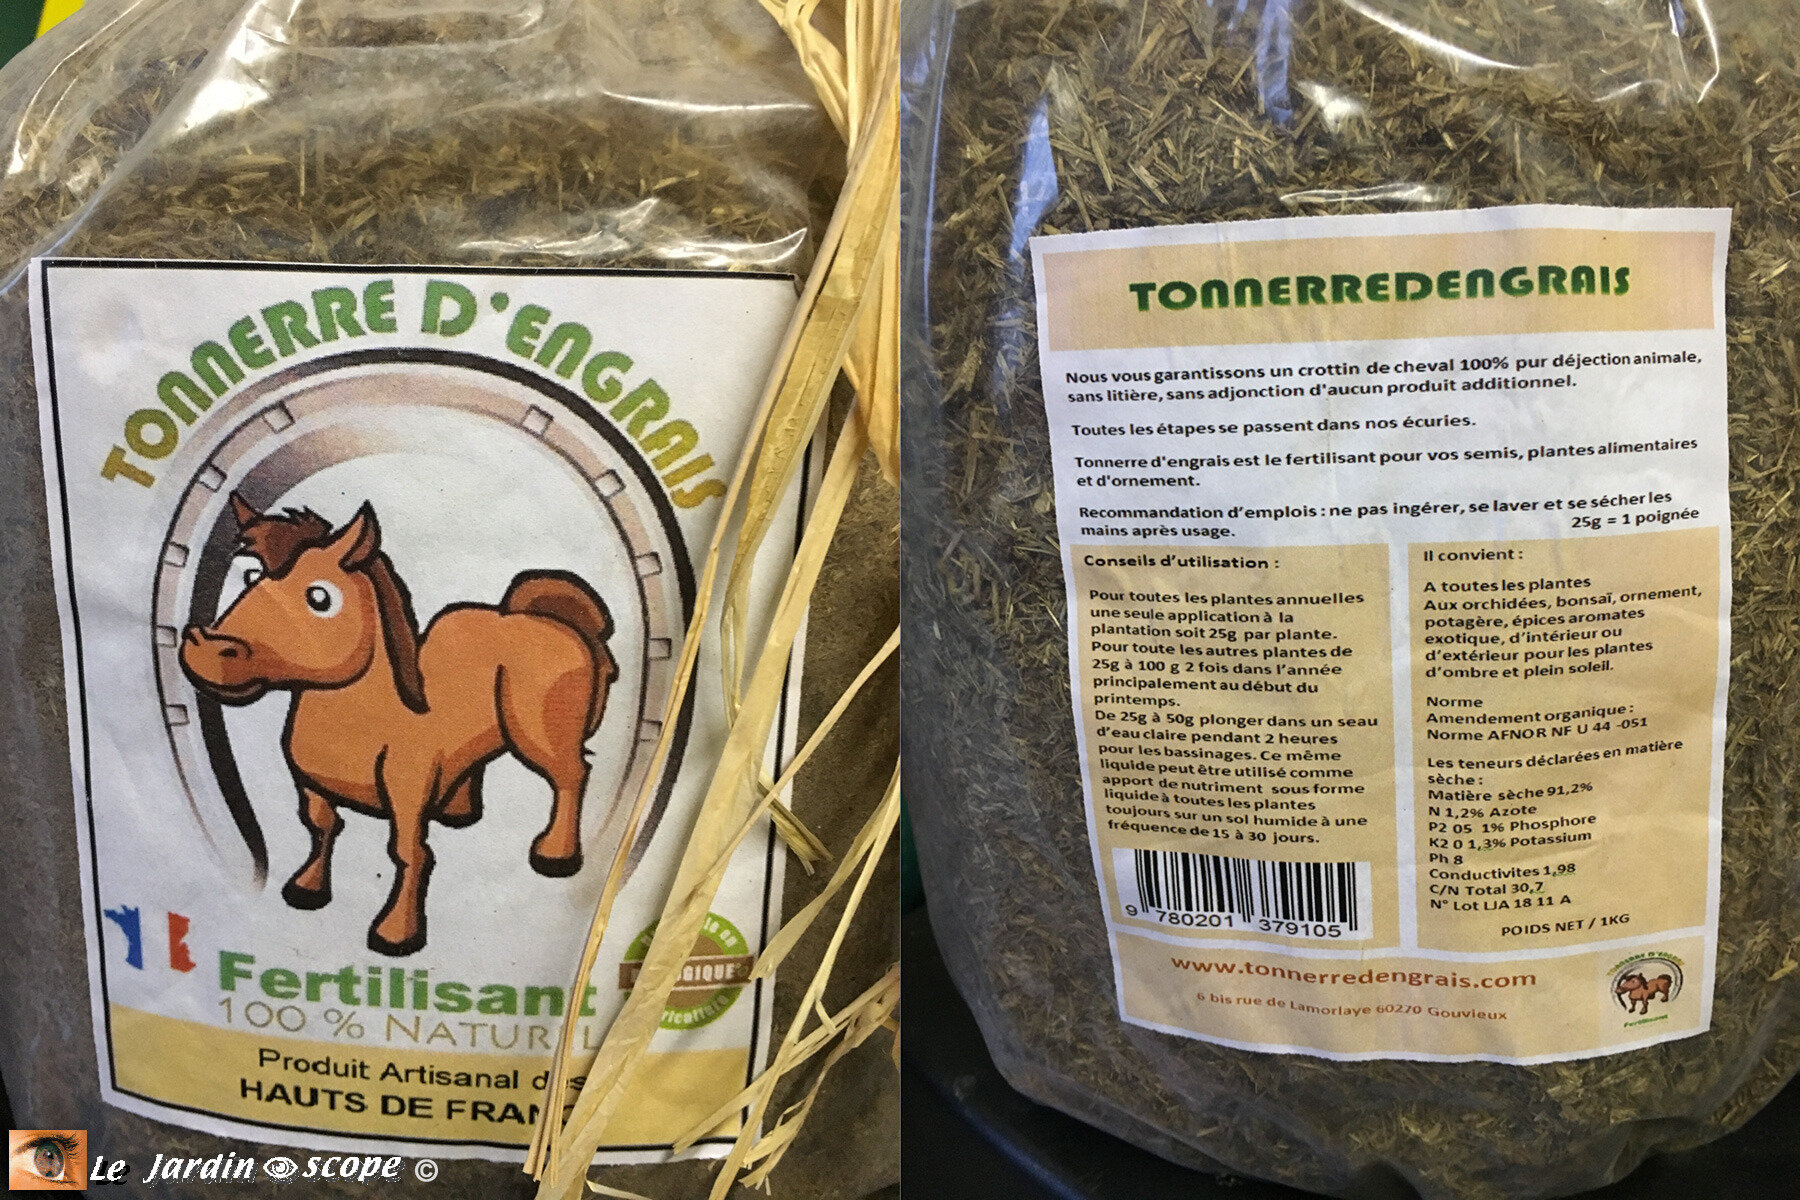 TONNERRE D'ENGRAIS
Fertilisant
100 % NATUREL
Produit Artisanal des
HAUTS DE FRANC
Le Jardin scope ©
TONNERREDENGRAIS
Nous vous garantissons un crottin de cheval 100% pur déjection animale,
sans litière, sans adjonction d'aucun produit additionnel.
Toutes les étapes se passent dans nos écuries.
Tonnerre d'engrais est le fertilisant pour vos semis, plantes alimentaires
et d'ornement.
Recommandation d'emplois : ne pas ingérer, se laver et se sécher les
mains après usage.
25g = 1 poignée
Conseils d'utilisation :
Pour toutes les plantes annuelles
une seule application à la
plantation soit 25g par plante.
Pour toute les autres plantes de
25g à 100 g 2 fois dans l'année
principalement au début du
printemps.
De 25g à 50g plonger dans un seau
d'eau claire pendant 2 heures
pour les bassinages. Ce même
liquide peut être utilisé comme
apport de nutriment sous forme
liquide à toutes les plantes
toujours sur un sol humide à une
fréquence de 15 à 30 jours.
9 780201 379105
Il convient :
A toutes les plantes
Aux orchidées, bonsaï, ornement,
potagère, épices aromates
exotique, d'intérieur ou
d'extérieur pour les plantes
d'ombre et plein soleil.
Norme
Amendement organique :
Norme AFNOR NF U 44 -051
Les teneurs déclarées en matière
sèche :
Matière sèche 91,2%
N 1,2% Azote
P2 05 1% Phosphore
K2 0 1,3% Potassium
Ph 8
Conductivites 1,98
C/N Total 30,7
N° Lot LJA 18 11 A
POIDS NET / 1KG
www.tonnerredengrais.com
6 bis rue de Lamorlaye 60270 Gouvieux
TONNERRE D'ENGRAIS
Fertilisant